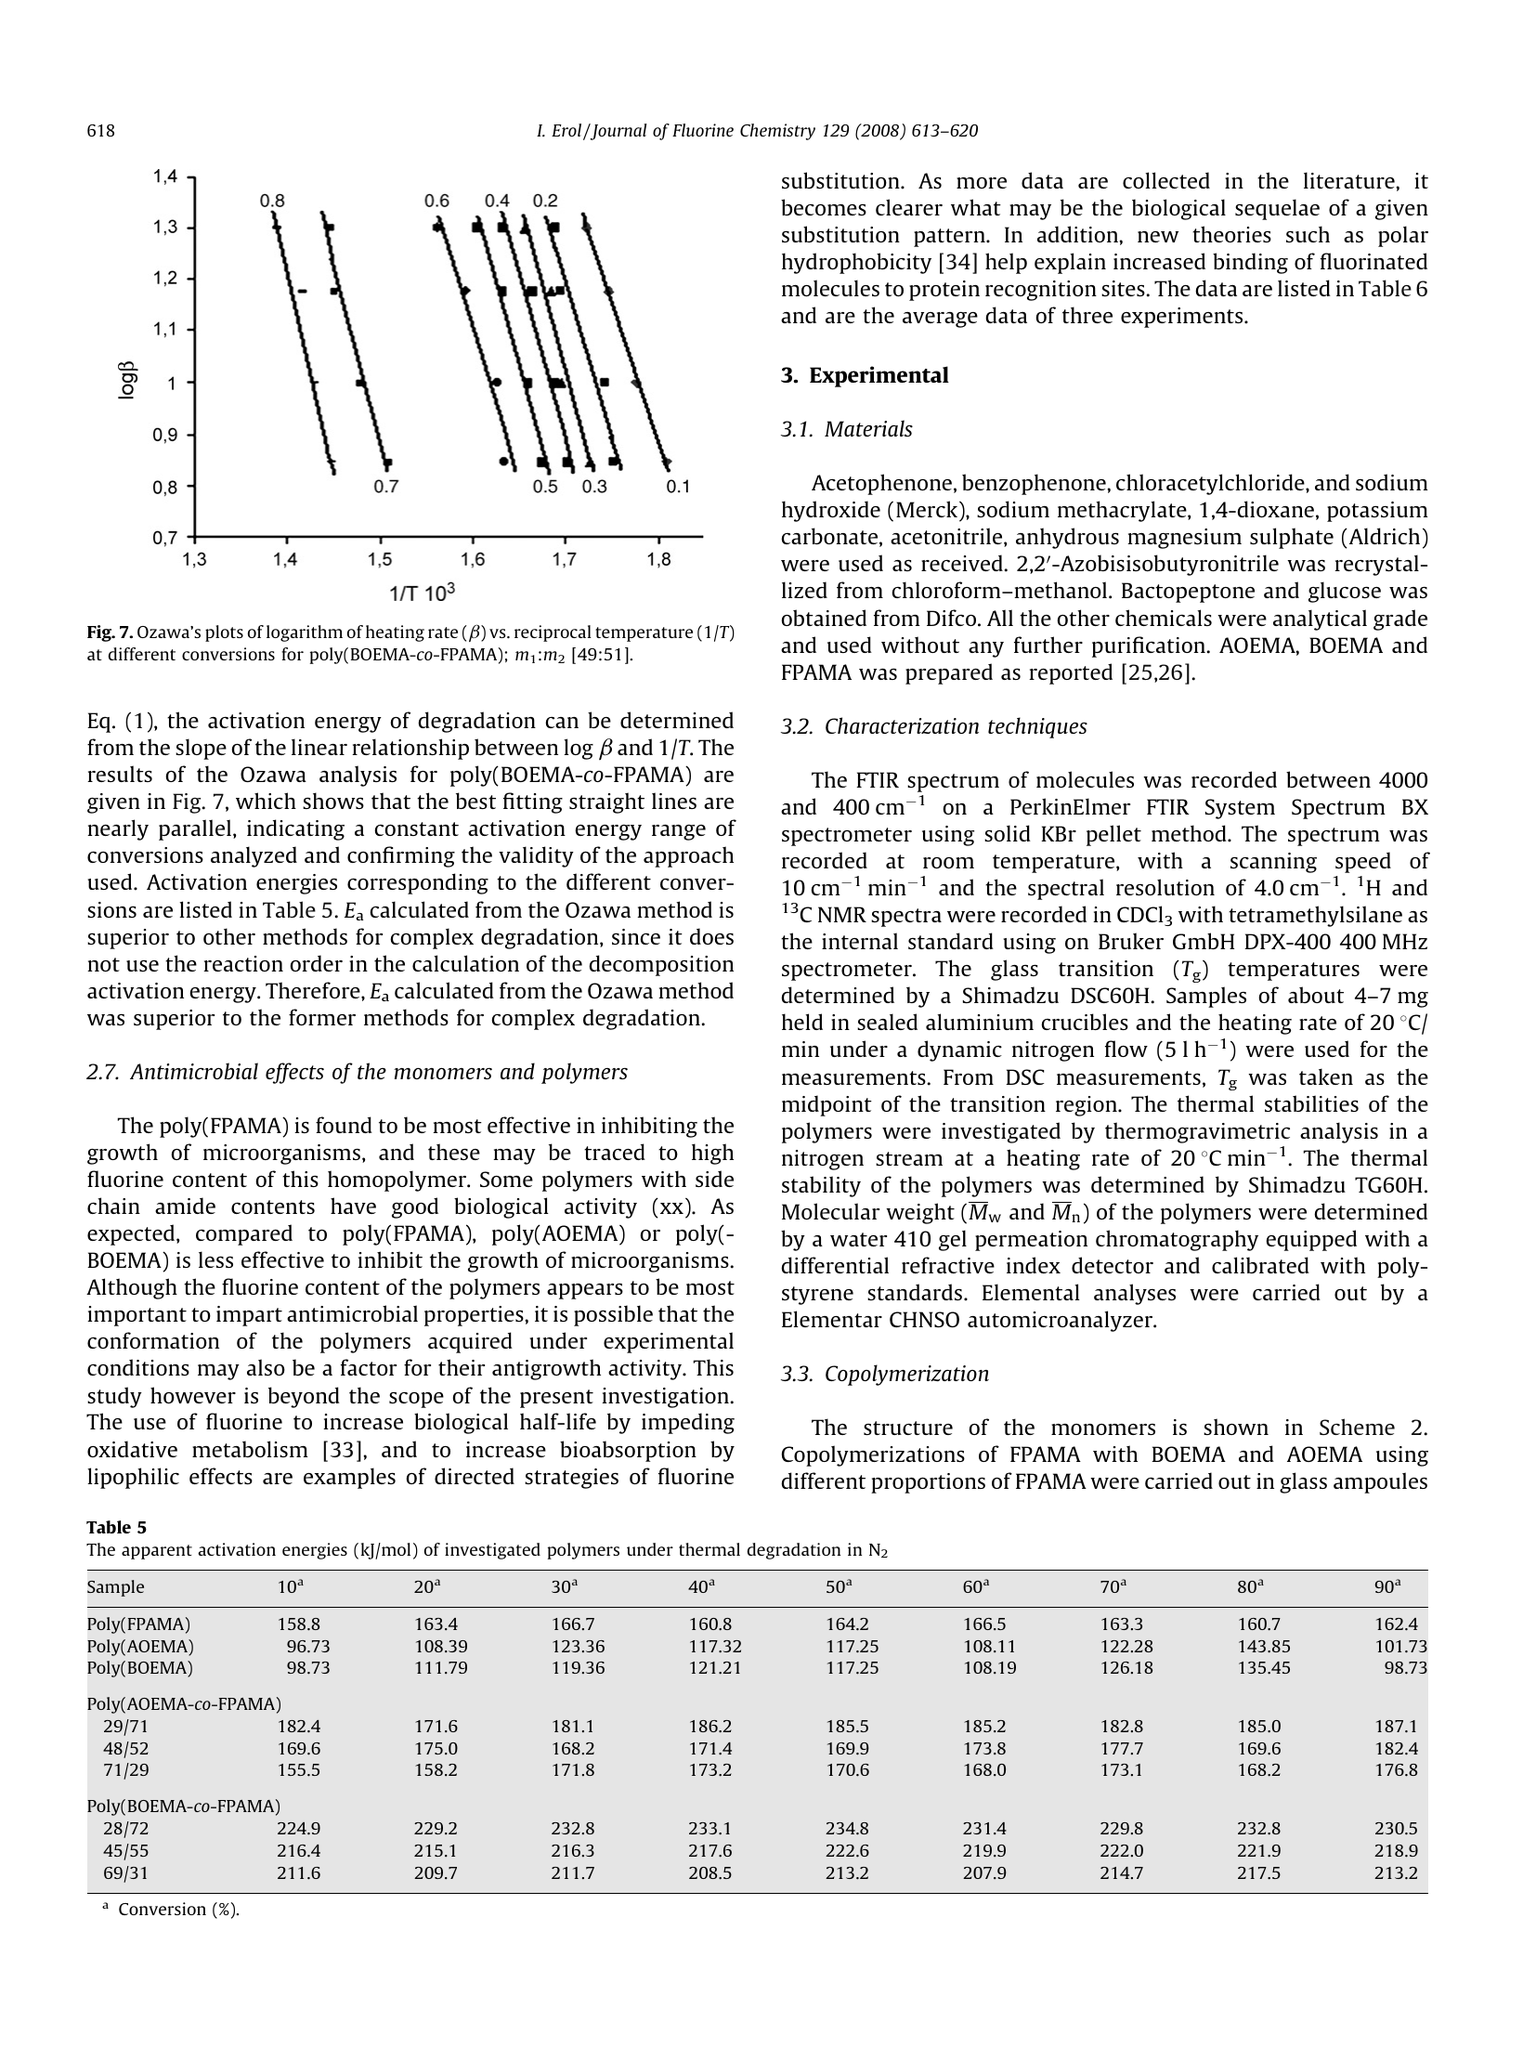 618
I. Erol / Journal of Fluorine Chemistry 129 (2008) 613–620
1,4
1,3
1,2
1,1
1
0,9
0,8
0,7
logβ
0.8
0.6
0.4
0.2
0.7
0.5
0.3
0.1
1,3
1,4
1,5
1,6
1,7
1,8
1/T 10³
Fig. 7. Ozawa's plots of logarithm of heating rate (β) vs. reciprocal temperature (1/T)
at different conversions for poly(BOEMA-co-FPAMA); m₁:m₂ [49:51].
Eq. (1), the activation energy of degradation can be determined
from the slope of the linear relationship between log β and 1/T. The
results of the Ozawa analysis for poly(BOEMA-co-FPAMA) are
given in Fig. 7, which shows that the best fitting straight lines are
nearly parallel, indicating a constant activation energy range of
conversions analyzed and confirming the validity of the approach
used. Activation energies corresponding to the different conver-
sions are listed in Table 5. Eₐ calculated from the Ozawa method is
superior to other methods for complex degradation, since it does
not use the reaction order in the calculation of the decomposition
activation energy. Therefore, Eₐ calculated from the Ozawa method
was superior to the former methods for complex degradation.
2.7. Antimicrobial effects of the monomers and polymers
The poly(FPAMA) is found to be most effective in inhibiting the
growth of microorganisms, and these may be traced to high
fluorine content of this homopolymer. Some polymers with side
chain amide contents have good biological activity (xx). As
expected, compared to poly(FPAMA), poly(AOEMA) or poly(-
BOEMA) is less effective to inhibit the growth of microorganisms.
Although the fluorine content of the polymers appears to be most
important to impart antimicrobial properties, it is possible that the
conformation of the polymers acquired under experimental
conditions may also be a factor for their antigrowth activity. This
study however is beyond the scope of the present investigation.
The use of fluorine to increase biological half-life by impeding
oxidative metabolism [33], and to increase bioabsorption by
lipophilic effects are examples of directed strategies of fluorine
substitution. As more data are collected in the literature, it
becomes clearer what may be the biological sequelae of a given
substitution pattern. In addition, new theories such as polar
hydrophobicity [34] help explain increased binding of fluorinated
molecules to protein recognition sites. The data are listed in Table 6
and are the average data of three experiments.
3. Experimental
3.1. Materials
Acetophenone, benzophenone, chloracetylchloride, and sodium
hydroxide (Merck), sodium methacrylate, 1,4-dioxane, potassium
carbonate, acetonitrile, anhydrous magnesium sulphate (Aldrich)
were used as received. 2,2′-Azobisisobutyronitrile was recrystal-
lized from chloroform–methanol. Bactopeptone and glucose was
obtained from Difco. All the other chemicals were analytical grade
and used without any further purification. AOEMA, BOEMA and
FPAMA was prepared as reported [25,26].
3.2. Characterization techniques
The FTIR spectrum of molecules was recorded between 4000
and 400 cm⁻¹ on a PerkinElmer FTIR System Spectrum BX
spectrometer using solid KBr pellet method. The spectrum was
recorded at room temperature, with a scanning speed of
10 cm⁻¹ min⁻¹ and the spectral resolution of 4.0 cm⁻¹. ¹H and
¹³C NMR spectra were recorded in CDCl₃ with tetramethylsilane as
the internal standard using on Bruker GmbH DPX-400 400 MHz
spectrometer. The glass transition (Tg) temperatures were
determined by a Shimadzu DSC60H. Samples of about 4–7 mg
held in sealed aluminium crucibles and the heating rate of 20 °C/
min under a dynamic nitrogen flow (5 l h⁻¹) were used for the
measurements. From DSC measurements, Tg was taken as the
midpoint of the transition region. The thermal stabilities of the
polymers were investigated by thermogravimetric analysis in a
nitrogen stream at a heating rate of 20 °C min⁻¹. The thermal
stability of the polymers was determined by Shimadzu TG60H.
Molecular weight (M̅w and M̅n) of the polymers were determined
by a water 410 gel permeation chromatography equipped with a
differential refractive index detector and calibrated with poly-
styrene standards. Elemental analyses were carried out by a
Elementar CHNSO automicroanalyzer.
3.3. Copolymerization
The structure of the monomers is shown in Scheme 2.
Copolymerizations of FPAMA with BOEMA and AOEMA using
different proportions of FPAMA were carried out in glass ampoules
Table 5
The apparent activation energies (kJ/mol) of investigated polymers under thermal degradation in N₂
Sample 10ᵃ 20ᵃ 30ᵃ 40ᵃ 50ᵃ 60ᵃ 70ᵃ 80ᵃ 90ᵃ
Poly(FPAMA) 158.8 163.4 166.7 160.8 164.2 166.5 163.3 160.7 162.4
Poly(AOEMA) 96.73 108.39 123.36 117.32 117.25 108.11 122.28 143.85 101.73
Poly(BOEMA) 98.73 111.79 119.36 121.21 117.25 108.19 126.18 135.45 98.73
Poly(AOEMA-co-FPAMA)
29/71 182.4 171.6 181.1 186.2 185.5 185.2 182.8 185.0 187.1
48/52 169.6 175.0 168.2 171.4 169.9 173.8 177.7 169.6 182.4
71/29 155.5 158.2 171.8 173.2 170.6 168.0 173.1 168.2 176.8
Poly(BOEMA-co-FPAMA)
28/72 224.9 229.2 232.8 233.1 234.8 231.4 229.8 232.8 230.5
45/55 216.4 215.1 216.3 217.6 222.6 219.9 222.0 221.9 218.9
69/31 211.6 209.7 211.7 208.5 213.2 207.9 214.7 217.5 213.2
ᵃ Conversion (%).